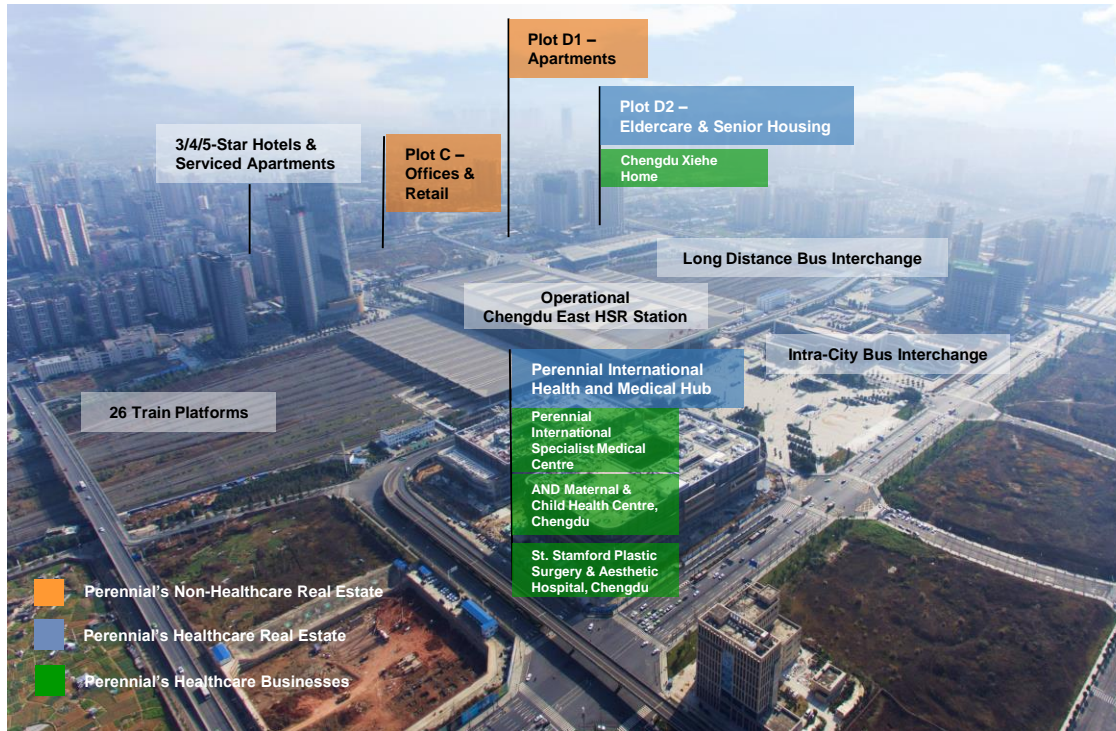 Plot D1 –
Apartments
Plot D2 –
Eldercare & Senior Housing
Chengdu Xiehe
Home
3/4/5-Star Hotels &
Serviced Apartments
Plot C –
Offices &
Retail
Long Distance Bus Interchange
Operational
Chengdu East HSR Station
Intra-City Bus Interchange
Perennial International
Health and Medical Hub
26 Train Platforms
Perennial
International
Specialist Medical
Centre
AND Maternal &
Child Health Centre,
Chengdu
St. Stamford Plastic
Surgery & Aesthetic
Hospital, Chengdu
Perennial's Non-Healthcare Real Estate
Perennial's Healthcare Real Estate
Perennial's Healthcare Businesses